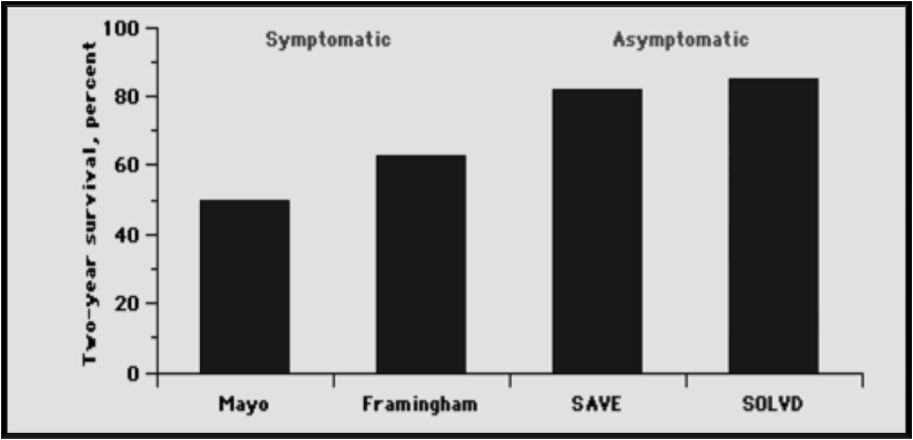 Two-year survival, percent
100
80
60
40
20
0
Symptomatic Asymptomatic
Mayo Framingham SAVE SOLVD